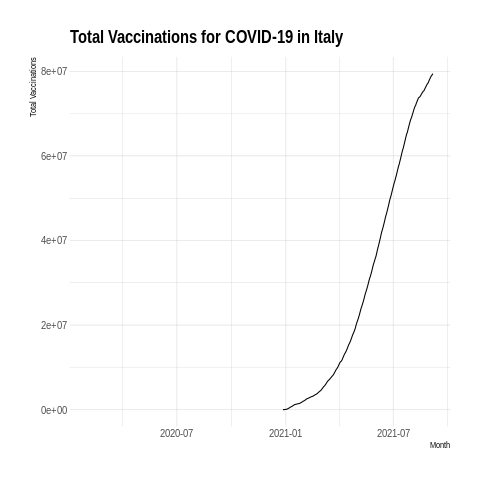 Total Vaccinations for COVID-19 in Italy
Total Vaccinations
8e+07
6e+07
4e+07
2e+07
0e+00
2020-07 2021-01 2021-07
Month